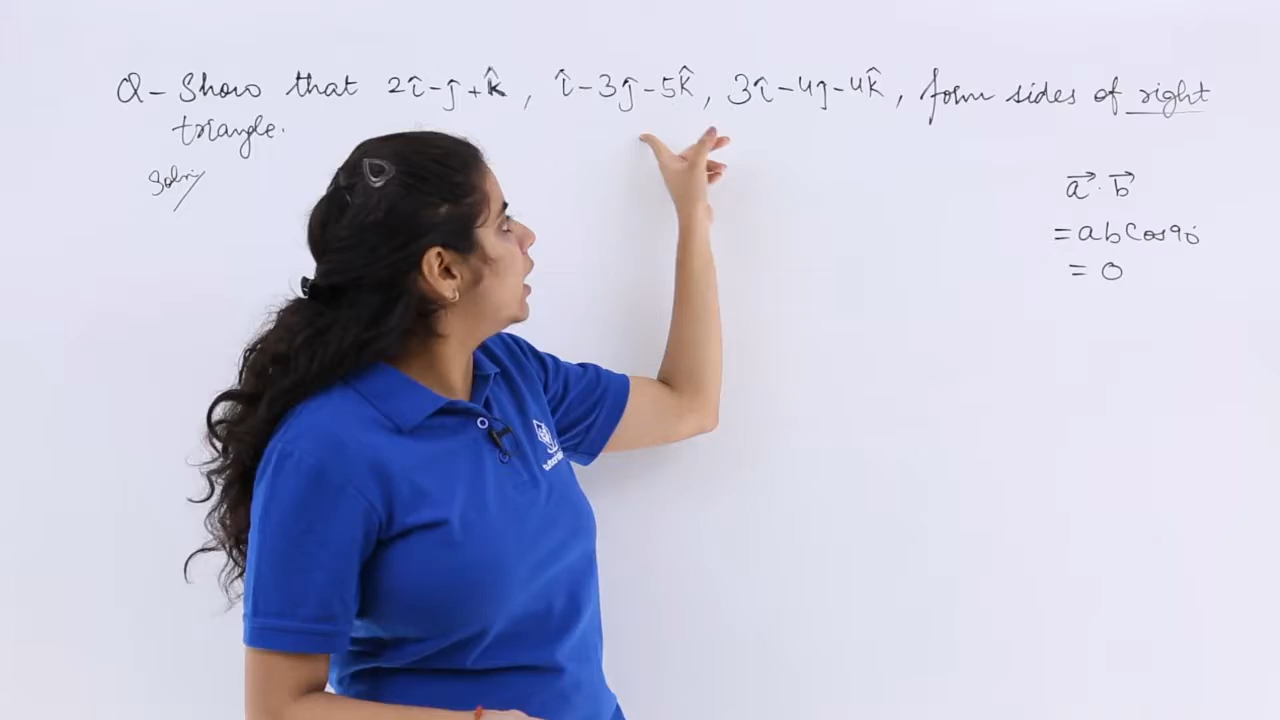 Q- Show that 2î-ĵ+k̂, î-3ĵ-5k̂, 3î-4ĵ-4k̂, form sides of right
triangle.
Soln
a⃗.b⃗
=abCos90°
= 0